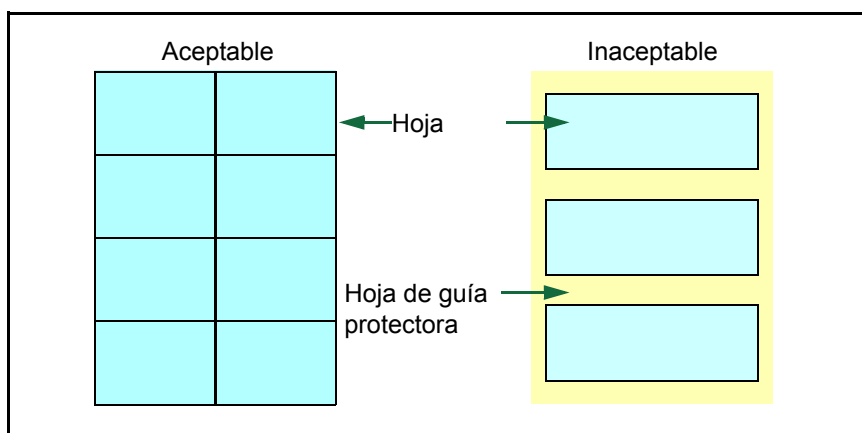 Aceptable
Inaceptable
Hoja
Hoja de guía
protectora